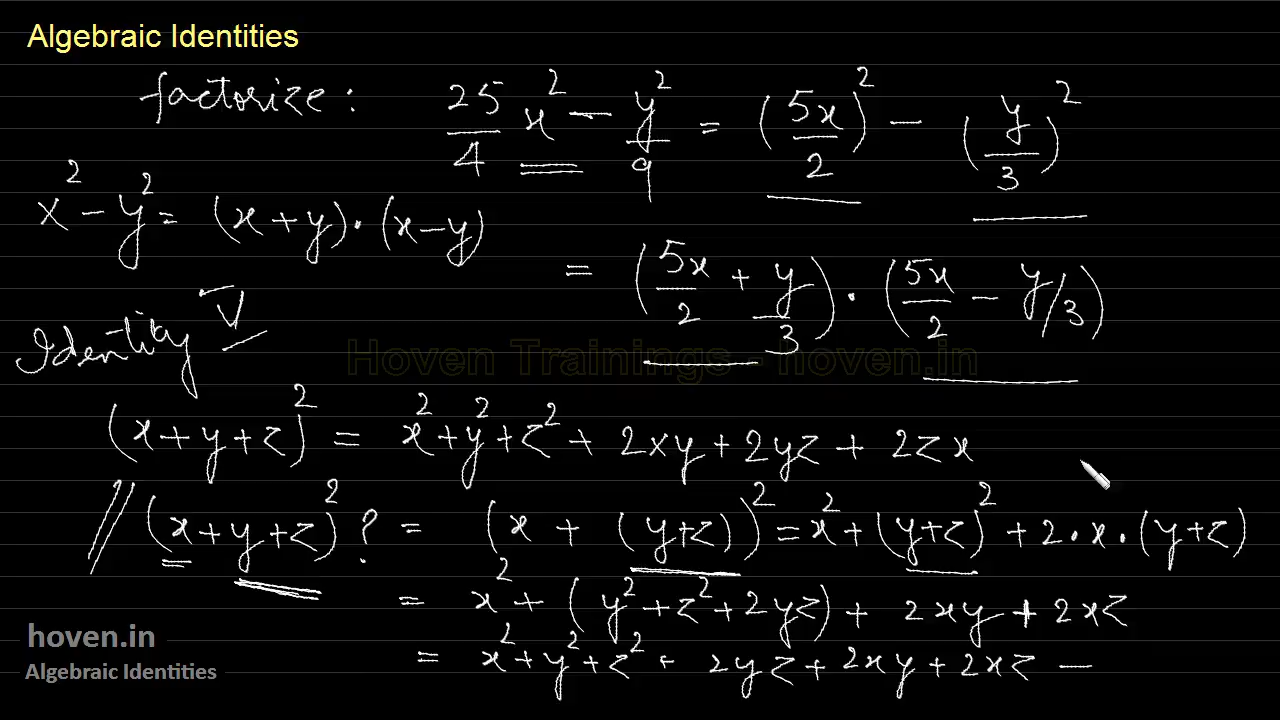 Algebraic Identities
factorize: 25/4 x² - y²/9 = (5x/2)² - (y/3)²
x² - y² = (x+y)·(x-y)
= (5x/2 + y/3)·(5x/2 - y/3)
Identity V
Hoven Trainings - hoven.in
(x+y+z)² = x²+y²+z²+ 2xy+2yz+ 2zx
// (x+y+z)² ? = (x + (y+z))² = x²+(y+z)²+2·x·(y+z)
= x²+ (y²+z²+2yz)+ 2xy+2xz
hoven.in
= x²+y²+z²+ 2yz+2xy+2xz -
Algebraic Identities